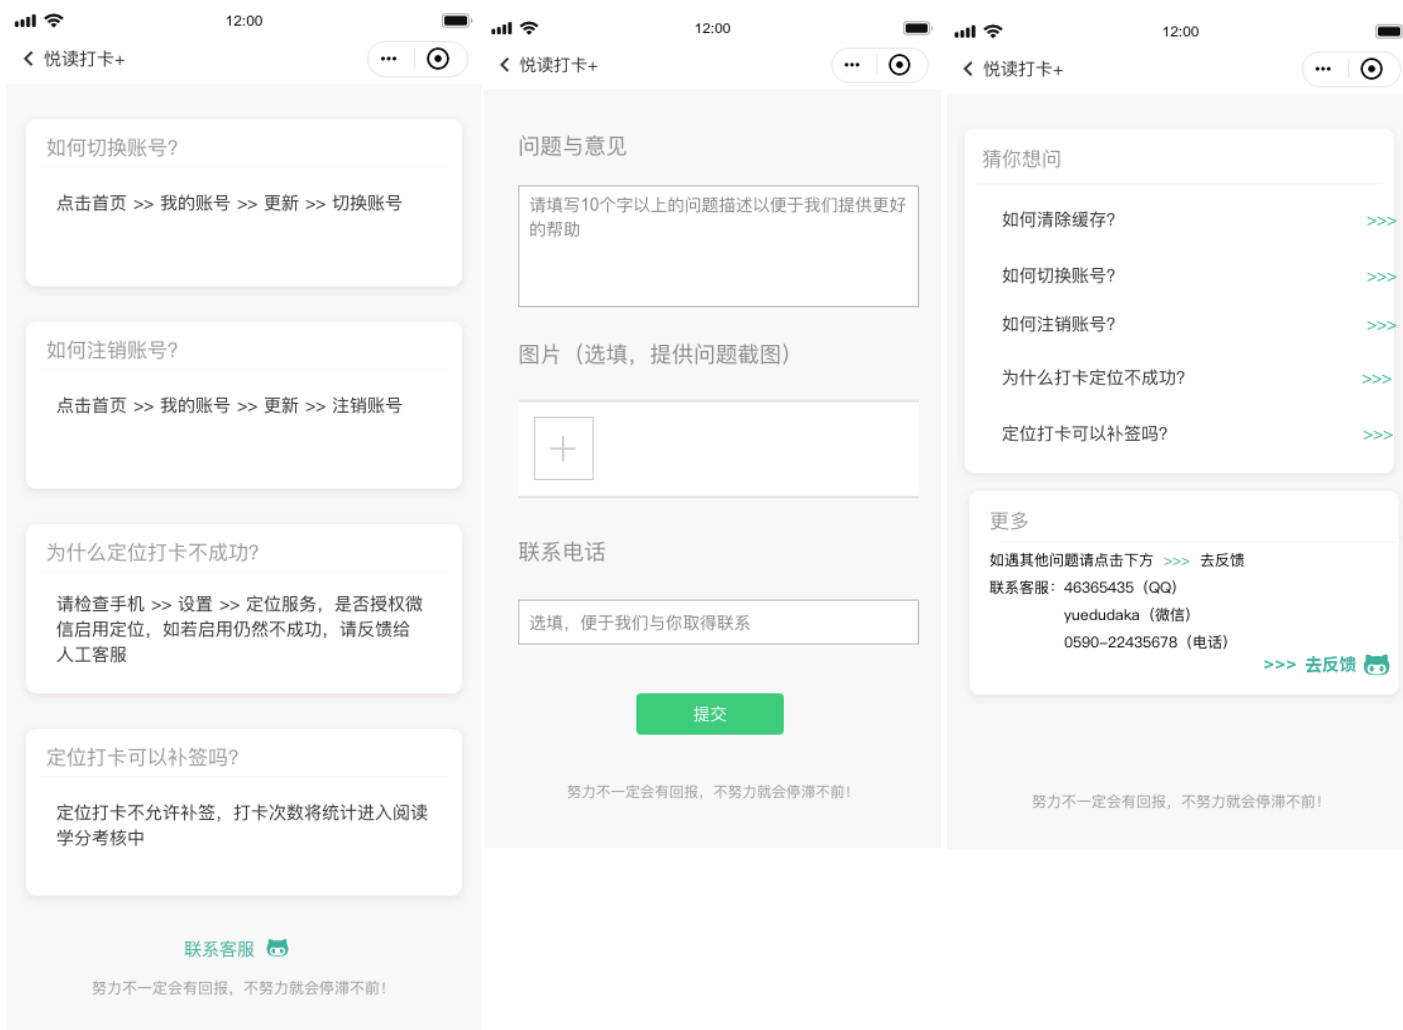 12:00
悦读打卡+
如何切换账号?
点击首页 >> 我的账号 >> 更新 >> 切换账号
如何注销账号?
点击首页 >> 我的账号 >> 更新 >> 注销账号
为什么定位打卡不成功?
请检查手机 >> 设置 >> 定位服务，是否授权微
信启用定位，如若启用仍然不成功，请反馈给
人工客服
定位打卡可以补签吗?
定位打卡不允许补签，打卡次数将统计进入阅读
学分考核中
联系客服
努力不一定会有回报，不努力就会停滞不前！
12:00
悦读打卡+
问题与意见
请填写10个字以上的问题描述以便于我们提供更好
的帮助
图片（选填，提供问题截图）
联系电话
选填，便于我们与你取得联系
提交
努力不一定会有回报，不努力就会停滞不前！
12:00
悦读打卡+
猜你想问
如何清除缓存? >>>
如何切换账号? >>>
如何注销账号? >>>
为什么打卡定位不成功? >>>
定位打卡可以补签吗? >>>
更多
如遇其他问题请点击下方 >>> 去反馈
联系客服：46365435（QQ）
yuedudaka（微信）
0590-22435678（电话）
>>> 去反馈
努力不一定会有回报，不努力就会停滞不前！